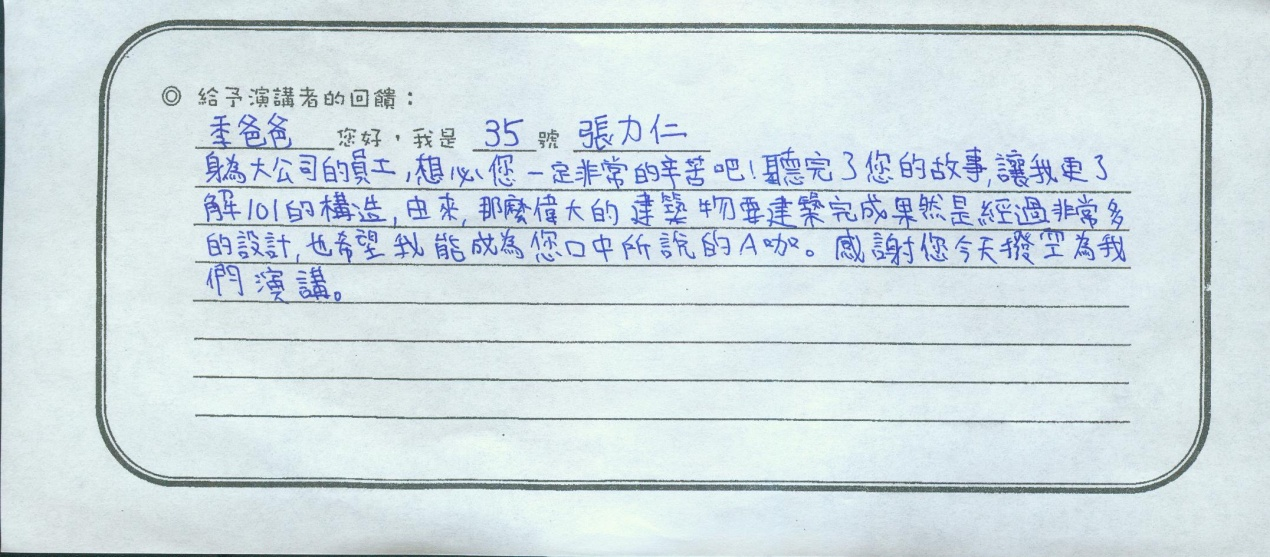 ◎ 給予演講者的回饋：
季爸爸 您好，我是 35 號 張力仁
身為大公司的員工,想必您一定非常的辛苦吧!聽完了您的故事,讓我更了
解101的構造,由來,那麼偉大的建築物要建築完成果然是經過非常多
的設計,也希望我能成為您口中所說的A咖。感謝您今天撥空為我
們演講。